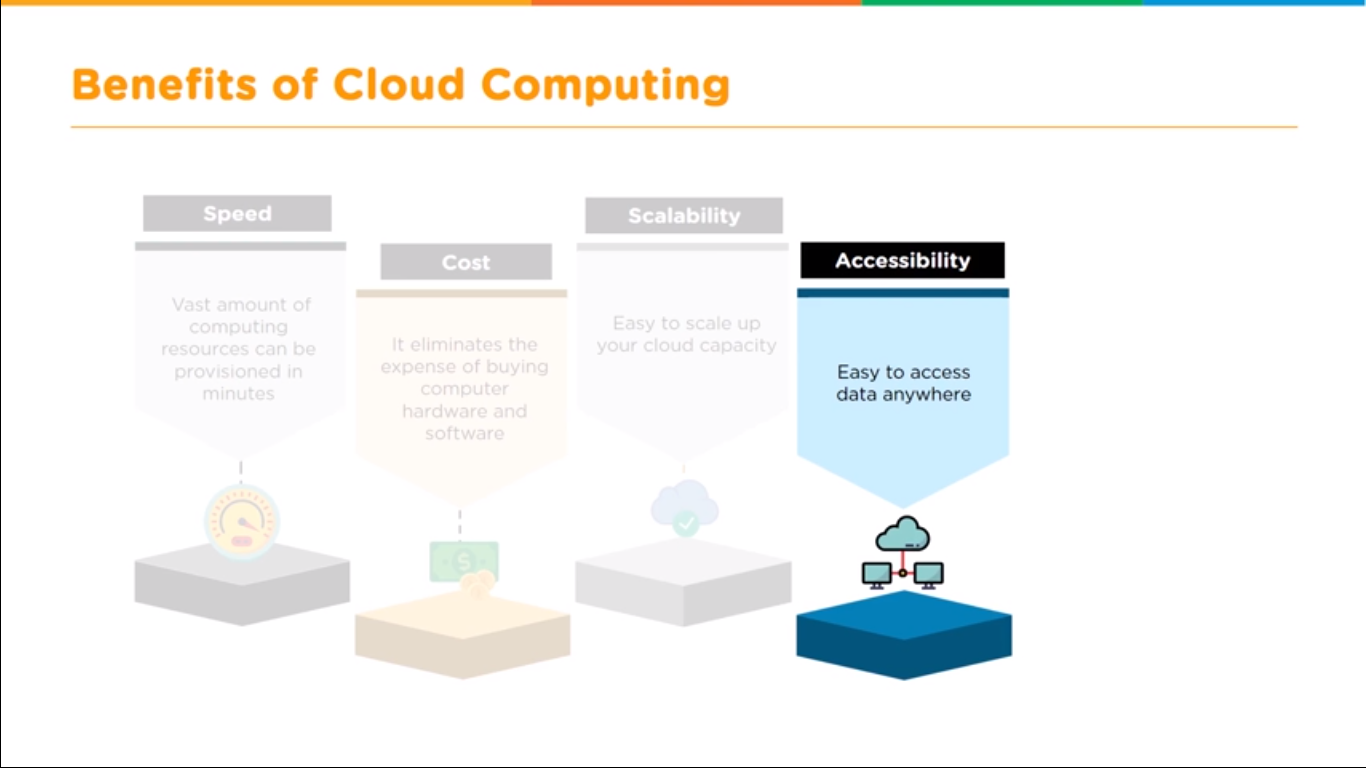 Benefits of Cloud Computing
Speed
Vast amount of
computing
resources can be
provisioned in
minutes
Cost
It eliminates the
expense of buying
computer
hardware and
software
Scalability
Easy to scale up
your cloud capacity
Accessibility
Easy to access
data anywhere
$